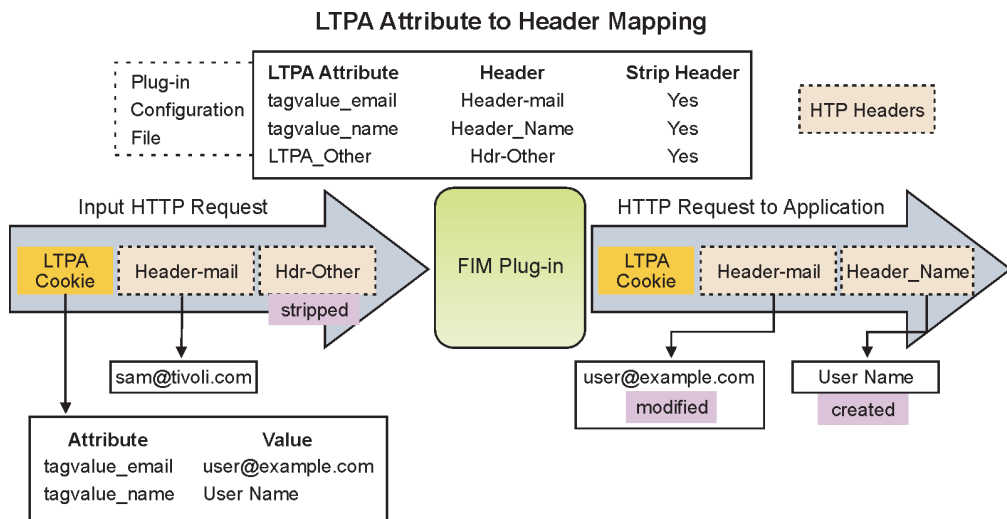 LTPA Attribute to Header Mapping
Plug-in
Configuration
File
LTPA Attribute Header Strip Header
tagvalue_email Header-mail Yes
tagvalue_name Header_Name Yes
LTPA_Other Hdr-Other Yes
HTP Headers
Input HTTP Request
LTPA
Cookie
Header-mail
Hdr-Other
stripped
FIM Plug-in
HTTP Request to Application
LTPA
Cookie
Header-mail
Header_Name
sam@tivoli.com
user@example.com
modified
User Name
created
Attribute Value
tagvalue_email user@example.com
tagvalue_name User Name